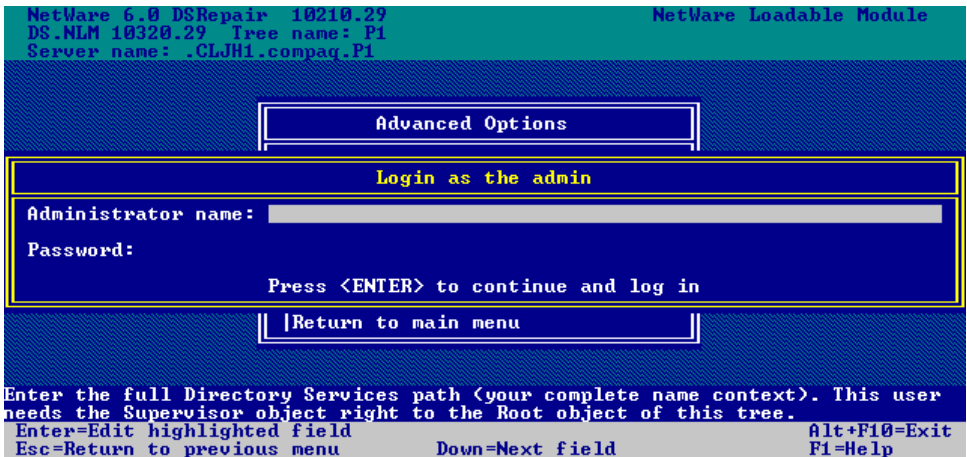 NetWare 6.0 DSRepair 10210.29 NetWare Loadable Module
DS.NLM 10320.29 Tree name: P1
Server name: .CLJH1.compaq.P1
Advanced Options
Login as the admin
Administrator name:
Password:
Press <ENTER> to continue and log in
|Return to main menu
Enter the full Directory Services path (your complete name context). This user
needs the Supervisor object right to the Root object of this tree.
Enter=Edit highlighted field Alt+F10=Exit
Esc=Return to previous menu Down=Next field F1=Help